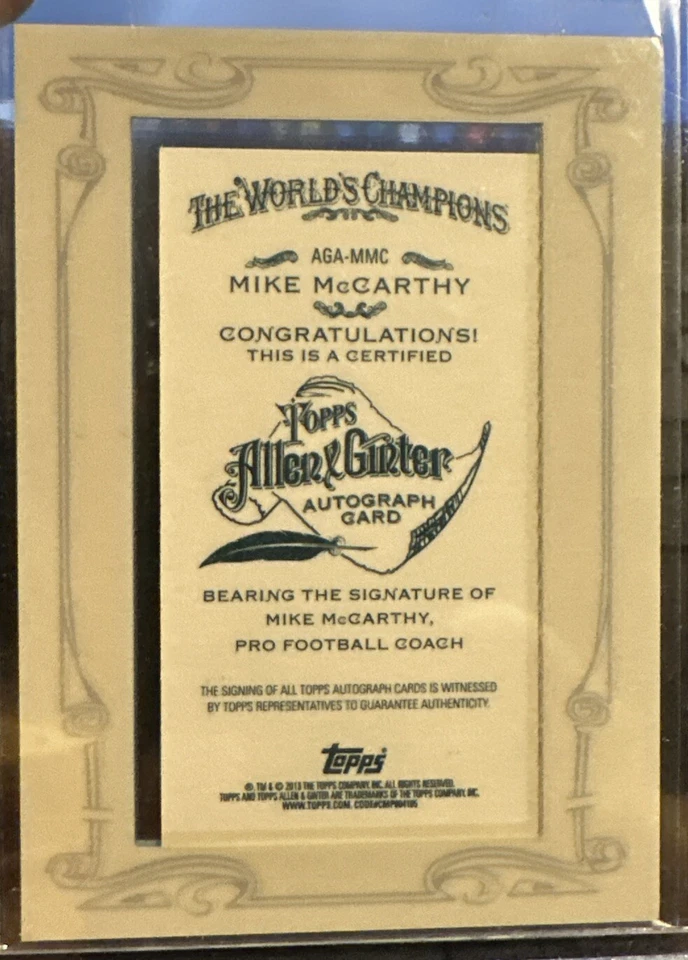 THE WORLD'S CHAMPIONS
AGA-MMC
MIKE McCARTHY
CONGRATULATIONS!
THIS IS A CERTIFIED
TOPPS
Allen & Ginter
AUTOGRAPH
CARD
BEARING THE SIGNATURE OF
MIKE McCARTHY,
PRO FOOTBALL COACH
THE SIGNING OF ALL TOPPS AUTOGRAPH CARDS IS WITNESSED
BY TOPPS REPRESENTATIVES TO GUARANTEE AUTHENTICITY.
topps
®, TM & © 2013 THE TOPPS COMPANY, INC. ALL RIGHTS RESERVED.
TOPPS AND TOPPS ALLEN & GINTER ARE TRADEMARKS OF THE TOPPS COMPANY, INC.
WWW.TOPPS.COM.